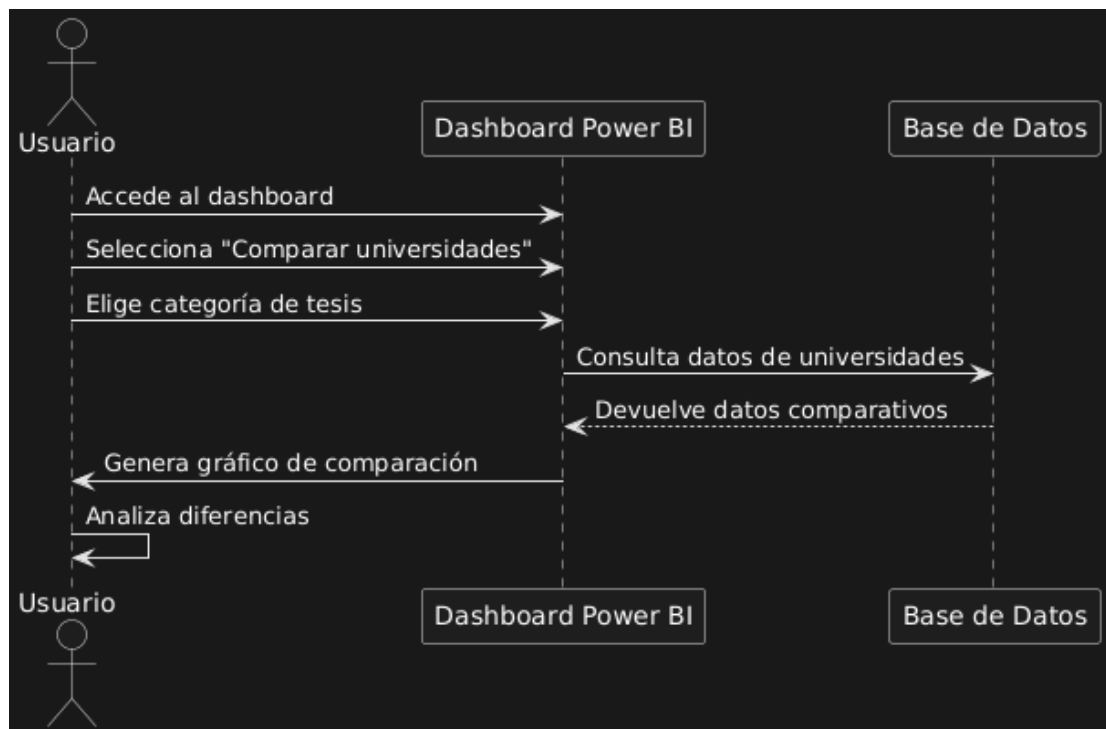 Usuario
Dashboard Power BI
Base de Datos
Accede al dashboard
Selecciona "Comparar universidades"
Elige categoría de tesis
Consulta datos de universidades
Devuelve datos comparativos
Genera gráfico de comparación
Analiza diferencias
Usuario
Dashboard Power BI
Base de Datos